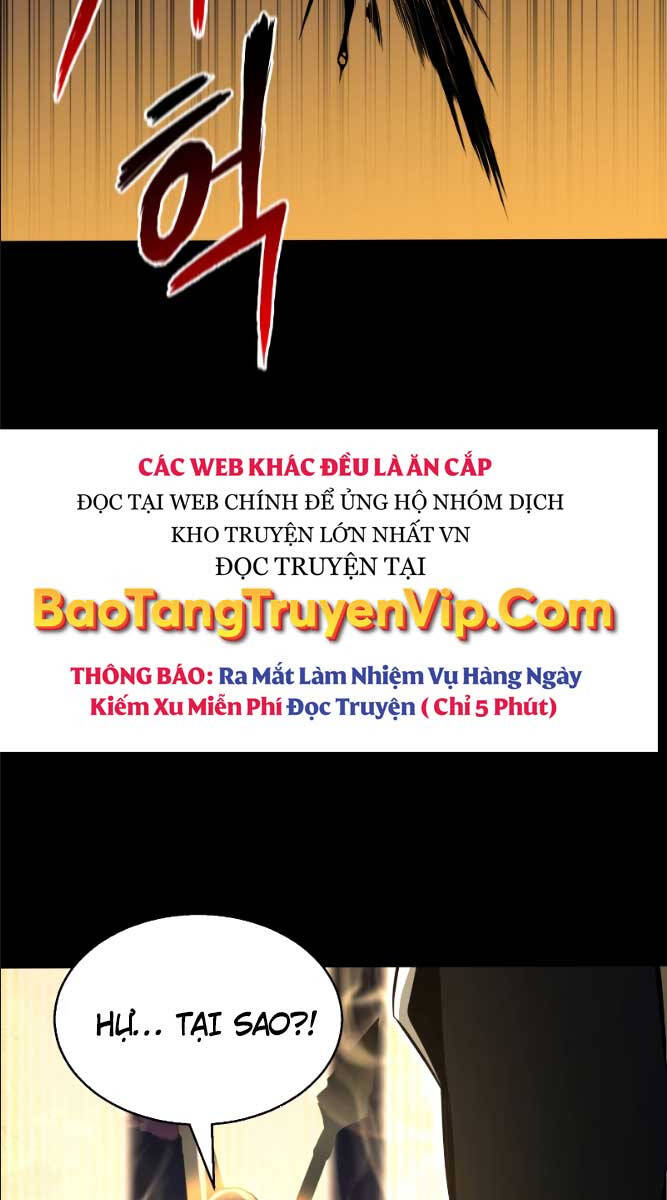 헉
CÁC WEB KHÁC ĐỀU LÀ ĂN CẮP
ĐỌC TẠI WEB CHÍNH ĐỂ ỦNG HỘ NHÓM DỊCH
KHO TRUYỆN LỚN NHẤT VN
ĐỌC TRUYỆN TẠI
BaoTangTruyenVip.Com
THÔNG BÁO: Ra Mắt Làm Nhiệm Vụ Hàng Ngày
Kiếm Xu Miễn Phí Đọc Truyện ( Chỉ 5 Phút)
HỰ... TẠI SAO?!